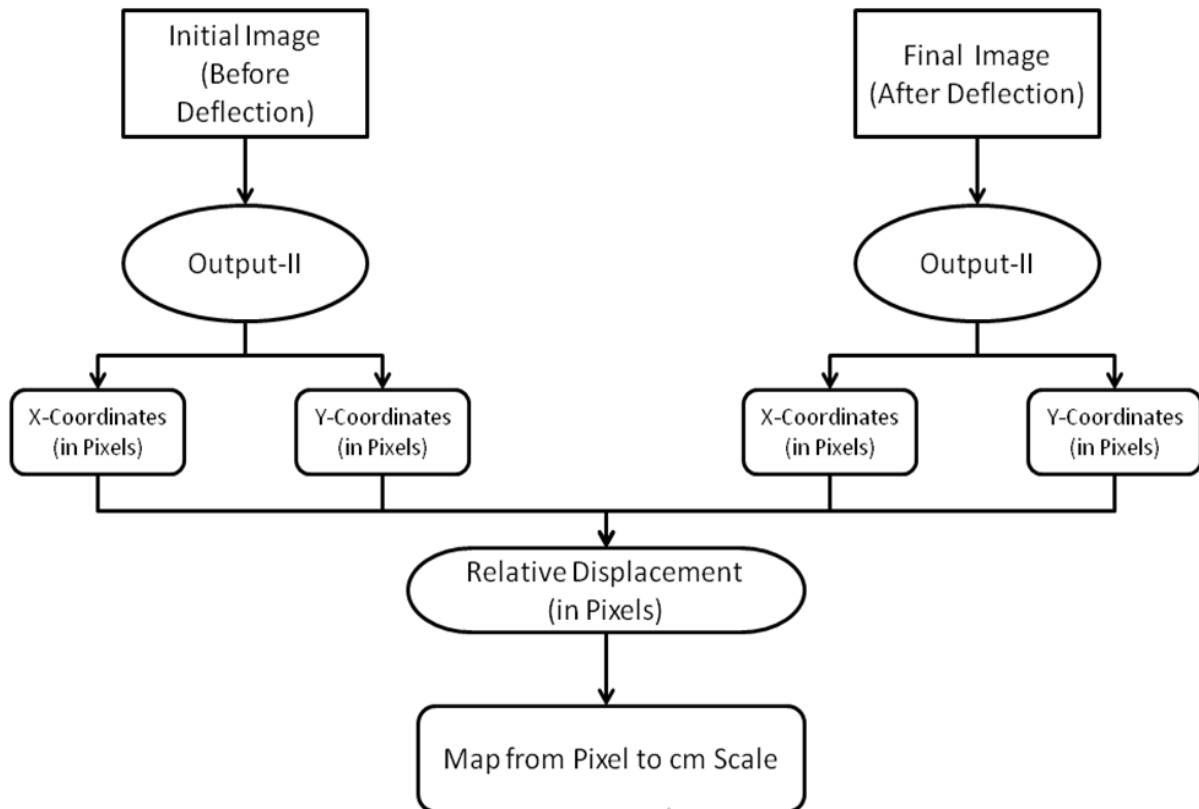 Initial Image
(Before
Deflection)
Final Image
(After Deflection)
Output-II
Output-II
X-Coordinates
(in Pixels)
Y-Coordinates
(in Pixels)
X-Coordinates
(in Pixels)
Y-Coordinates
(in Pixels)
Relative Displacement
(in Pixels)
Map from Pixel to cm Scale